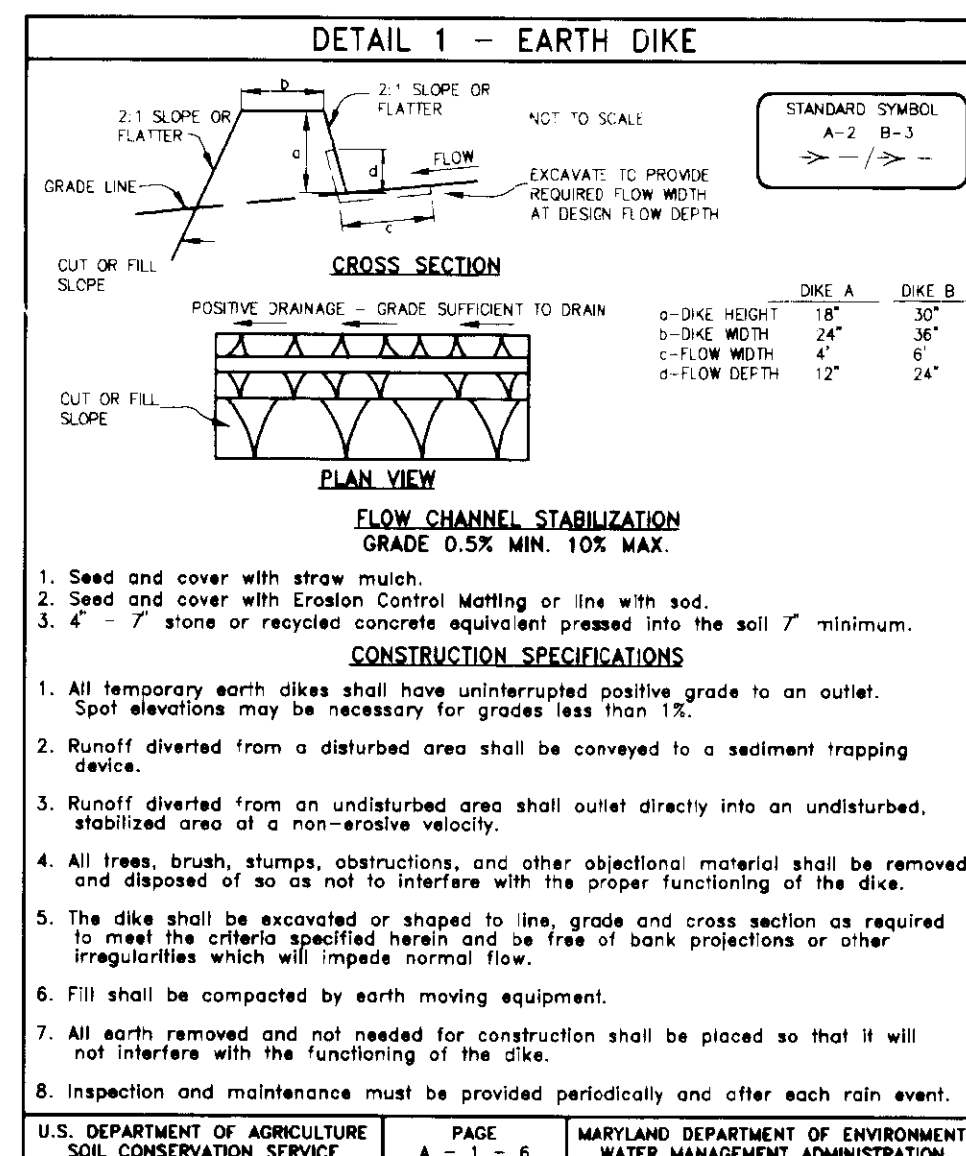 DETAIL 1 - EARTH DIKE
b
2:1 SLOPE OR
FLATTER
2:1 SLOPE OR
FLATTER
NOT TO SCALE
STANDARD SYMBOL
A-2 B-3
a
d
FLOW
GRADE LINE
EXCAVATE TO PROVIDE
REQUIRED FLOW WIDTH
AT DESIGN FLOW DEPTH
c
CUT OR FILL
SLOPE
CROSS SECTION
DIKE A DIKE B
a-DIKE HEIGHT 18" 30"
b-DIKE WIDTH 24" 36"
c-FLOW WIDTH 4' 6'
d-FLOW DEPTH 12" 24"
POSITIVE DRAINAGE - GRADE SUFFICIENT TO DRAIN
CUT OR FILL
SLOPE
PLAN VIEW
FLOW CHANNEL STABILIZATION
GRADE 0.5% MIN. 10% MAX.
1. Seed and cover with straw mulch.
2. Seed and cover with Erosion Control Matting or line with sod.
3. 4" - 7" stone or recycled concrete equivalent pressed into the soil 7" minimum.
CONSTRUCTION SPECIFICATIONS
1. All temporary earth dikes shall have uninterrupted positive grade to an outlet.
Spot elevations may be necessary for grades less than 1%.
2. Runoff diverted from a disturbed area shall be conveyed to a sediment trapping
device.
3. Runoff diverted from an undisturbed area shall outlet directly into an undisturbed,
stabilized area at a non-erosive velocity.
4. All trees, brush, stumps, obstructions, and other objectional material shall be removed
and disposed of so as not to interfere with the proper functioning of the dike.
5. The dike shall be excavated or shaped to line, grade and cross section as required
to meet the criteria specified herein and be free of bank projections or other
irregularities which will impede normal flow.
6. Fill shall be compacted by earth moving equipment.
7. All earth removed and not needed for construction shall be placed so that it will
not interfere with the functioning of the dike.
8. Inspection and maintenance must be provided periodically and after each rain event.
U.S. DEPARTMENT OF AGRICULTURE
SOIL CONSERVATION SERVICE
PAGE
A - 1 - 6
MARYLAND DEPARTMENT OF ENVIRONMENT
WATER MANAGEMENT ADMINISTRATION